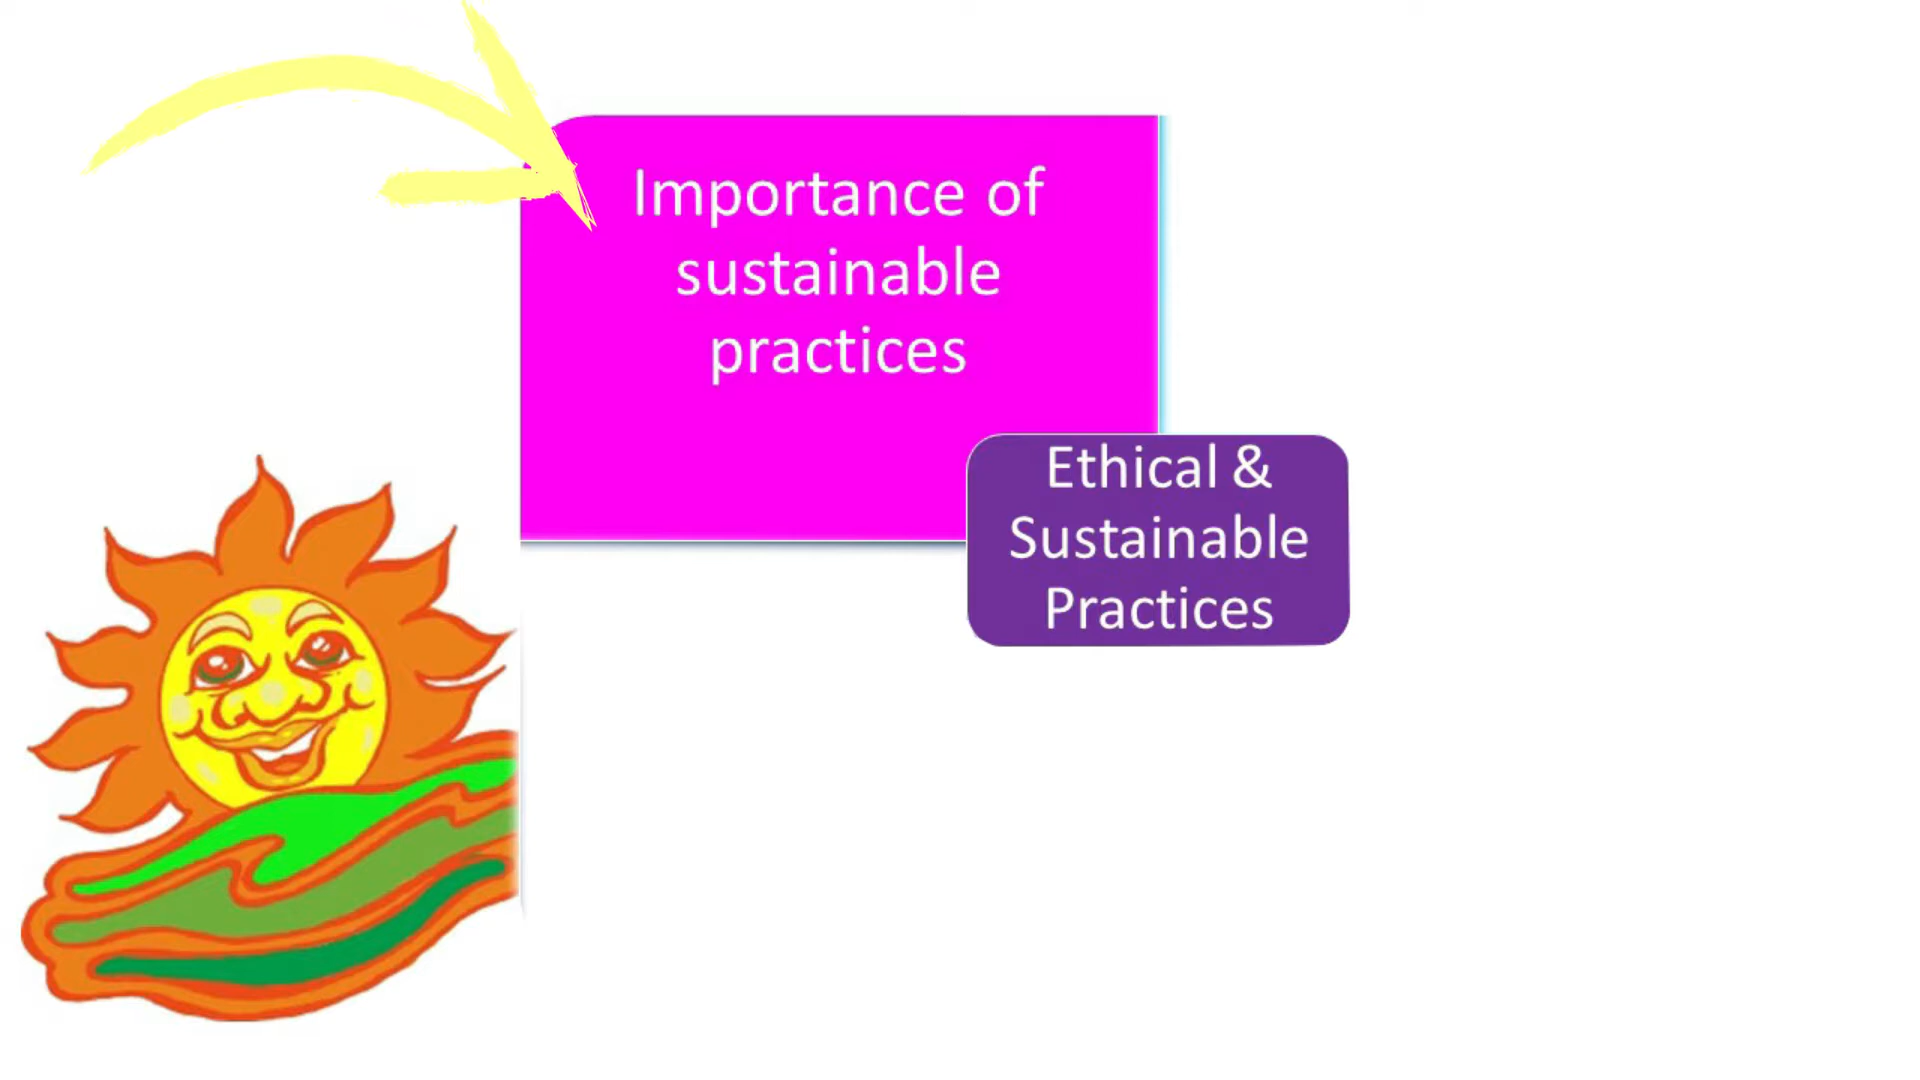 Importance of
sustainable
practices
Ethical &
Sustainable
Practices